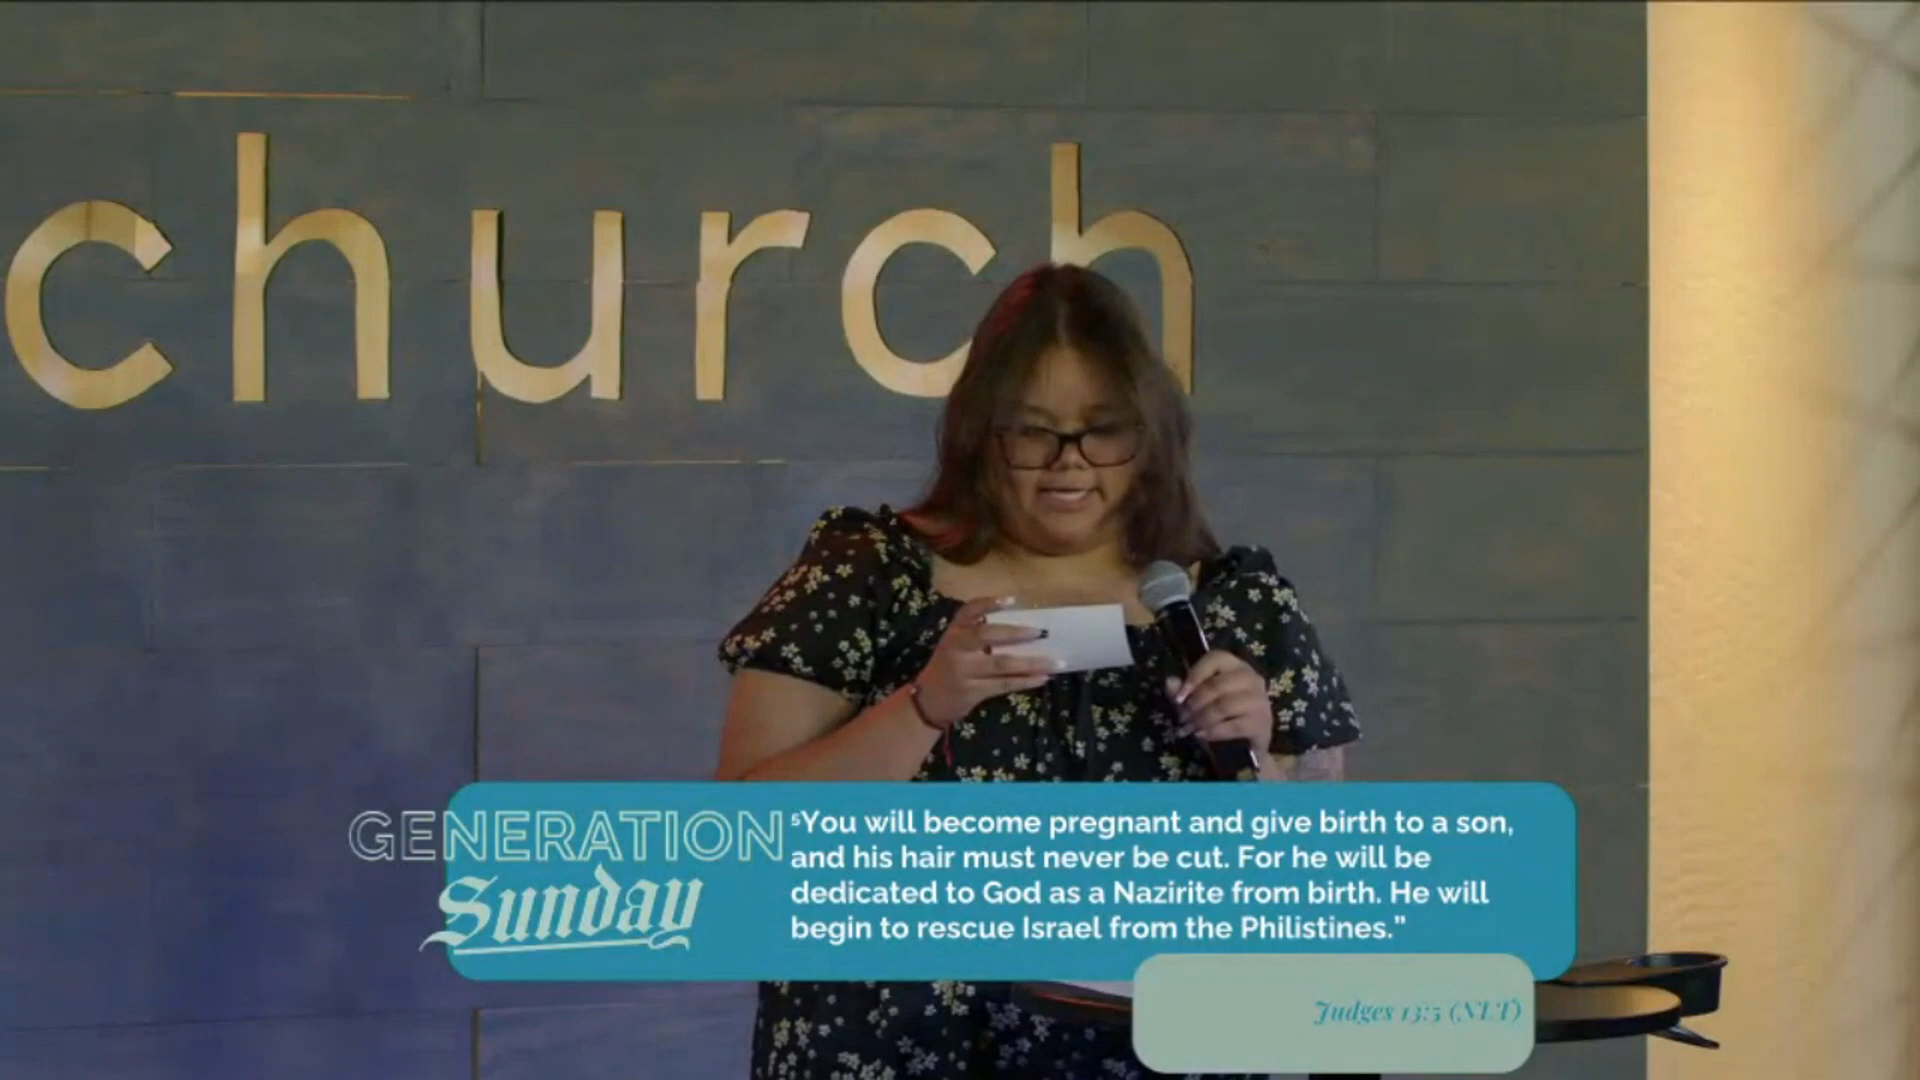 church
GENERATION
Sunday
⁵You will become pregnant and give birth to a son,
and his hair must never be cut. For he will be
dedicated to God as a Nazirite from birth. He will
begin to rescue Israel from the Philistines.”
Judges 13:5 (NLT)